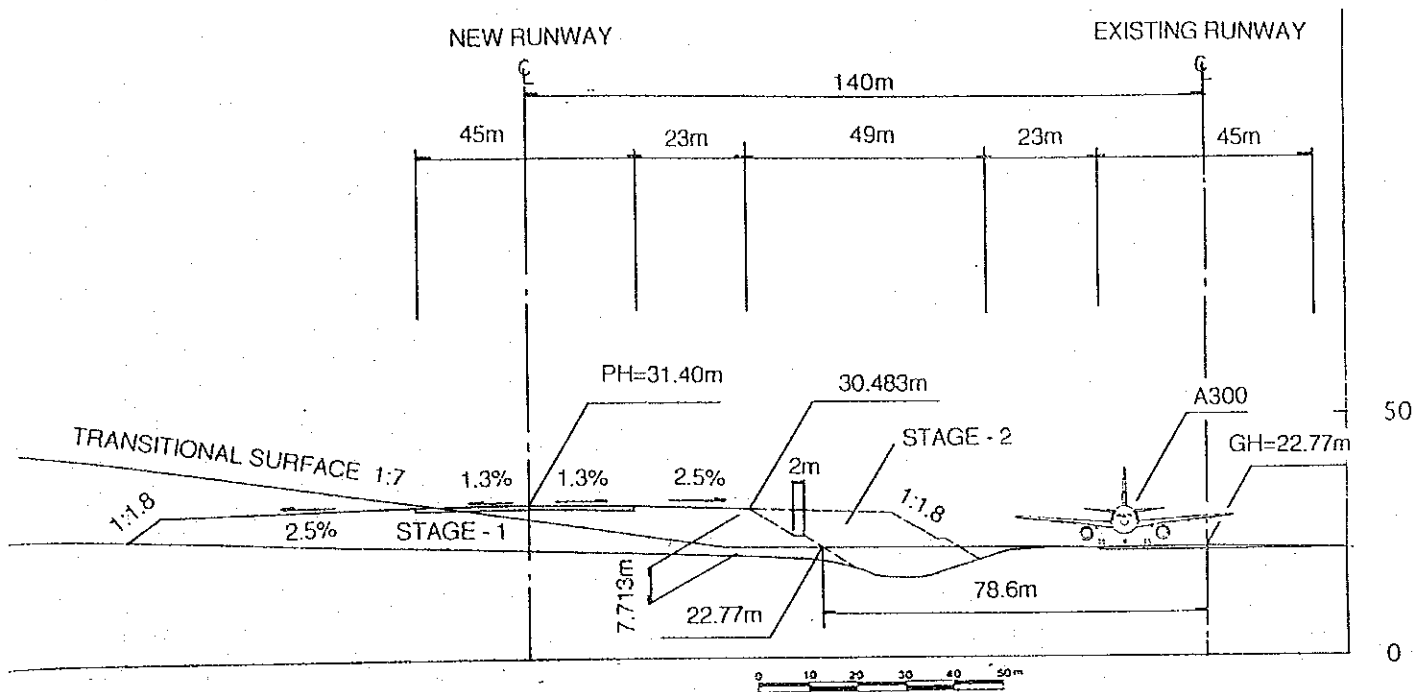 NEW RUNWAY
EXISTING RUNWAY
℄
℄
140m
45m
23m
49m
23m
45m
PH=31.40m
30.483m
A300
50
TRANSITIONAL SURFACE 1:7
STAGE - 2
GH=22.77m
1.3%
1.3%
2.5%
2m
1:1.8
1:1.8
2.5%
STAGE - 1
7.713m
22.77m
78.6m
0
0 10 20 30 40 50m